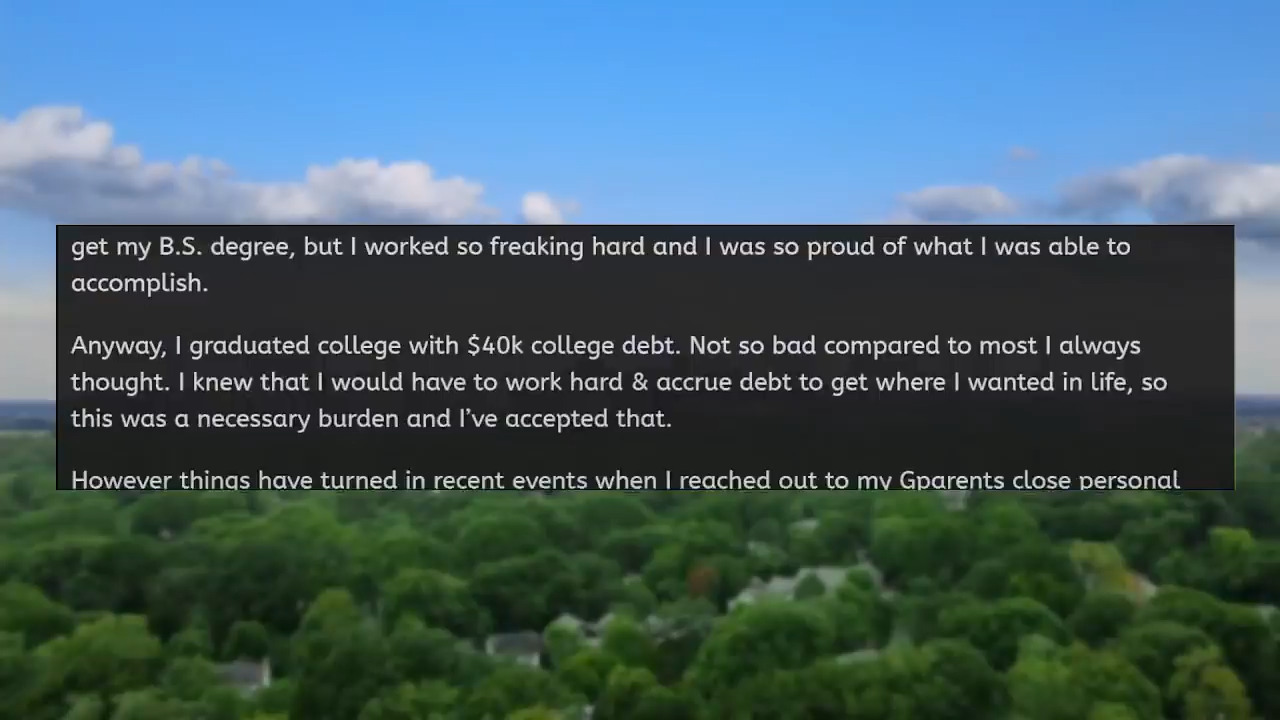 get my B.S. degree, but I worked so freaking hard and I was so proud of what I was able to
accomplish.
Anyway, I graduated college with $40k college debt. Not so bad compared to most I always
thought. I knew that I would have to work hard & accrue debt to get where I wanted in life, so
this was a necessary burden and I’ve accepted that.
However things have turned in recent events when I reached out to my Gparents close personal